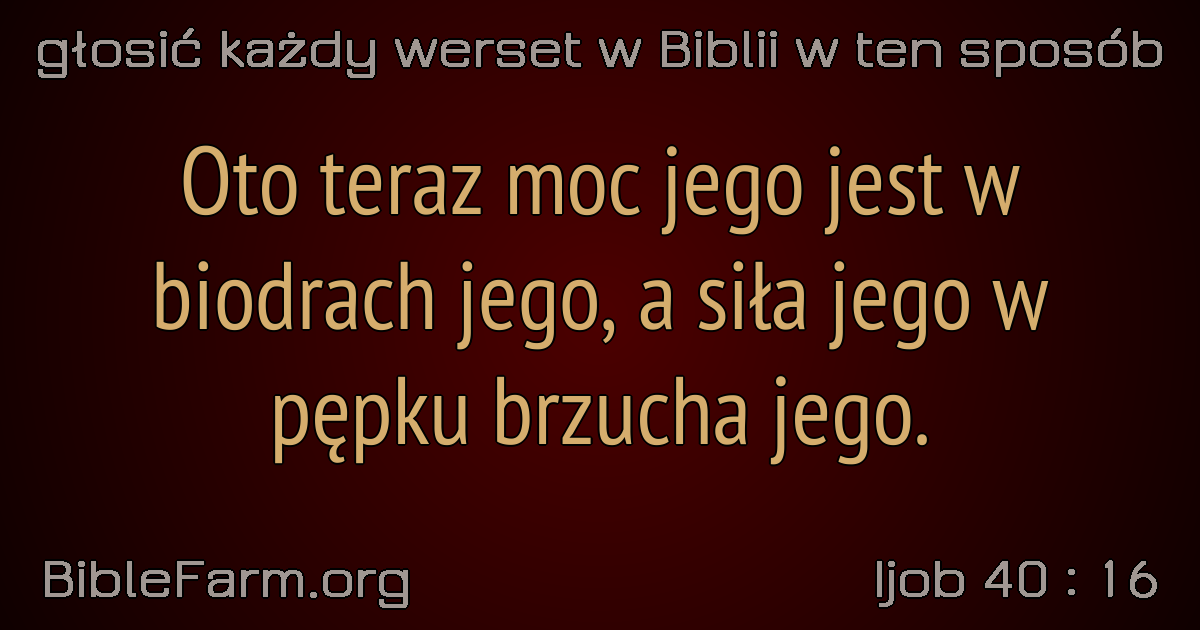 głosić każdy werset w Biblii w ten sposób
Oto teraz moc jego jest w
biodrach jego, a siła jego w
pępku brzucha jego.
BibleFarm.org
Ijob 40 : 16